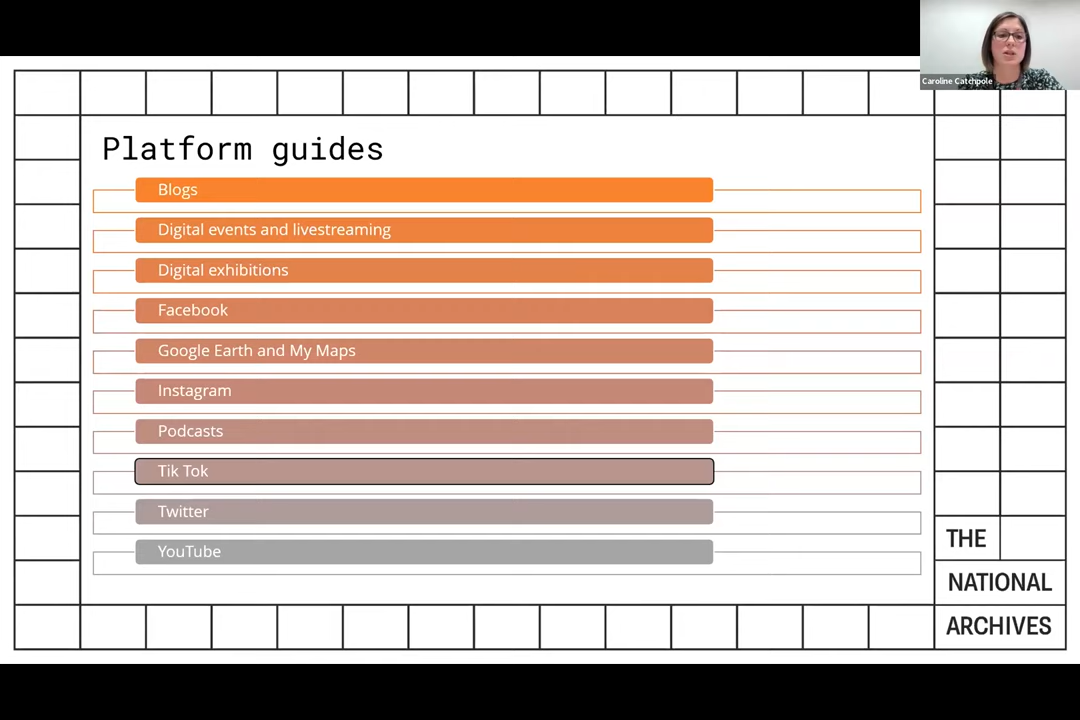 Caroline Catchpole
Platform guides
Blogs
Digital events and livestreaming
Digital exhibitions
Facebook
Google Earth and My Maps
Instagram
Podcasts
Tik Tok
Twitter
YouTube
THE
NATIONAL
ARCHIVES